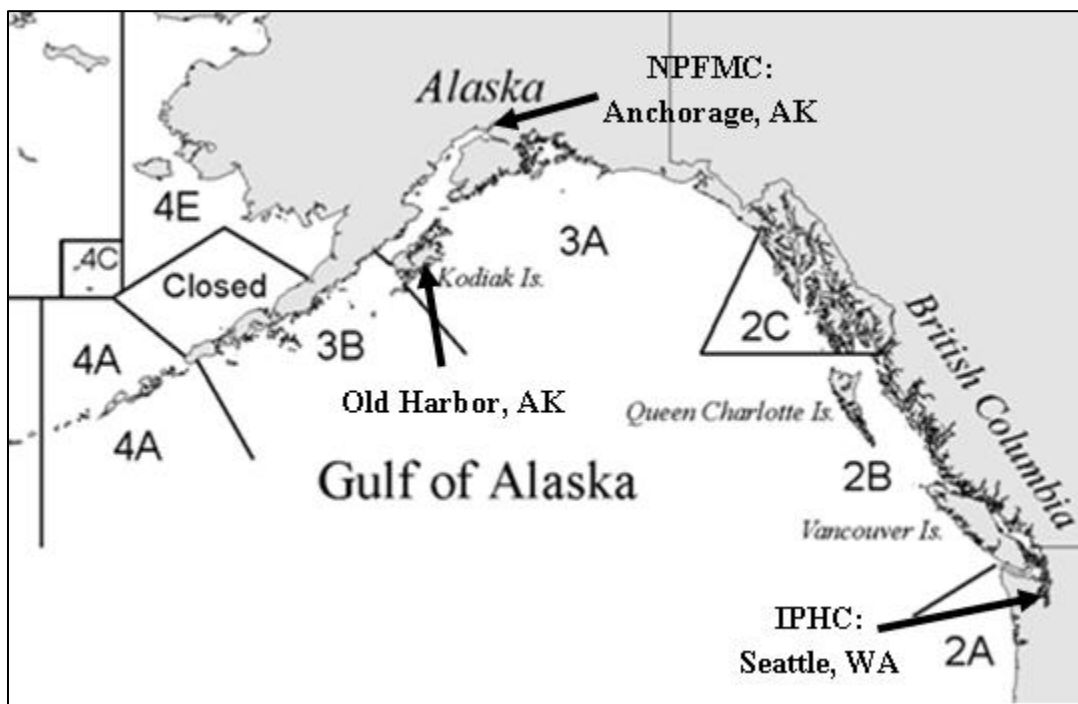 NPFMC:
Anchorage, AK
Alaska
4E
3A
4C
Kodiak Is.
Closed
2C
British Columbia
3B
4A
Old Harbor, AK
Queen Charlotte Is.
4A
Gulf of Alaska
2B
Vancouver Is.
IPHC:
Seattle, WA
2A